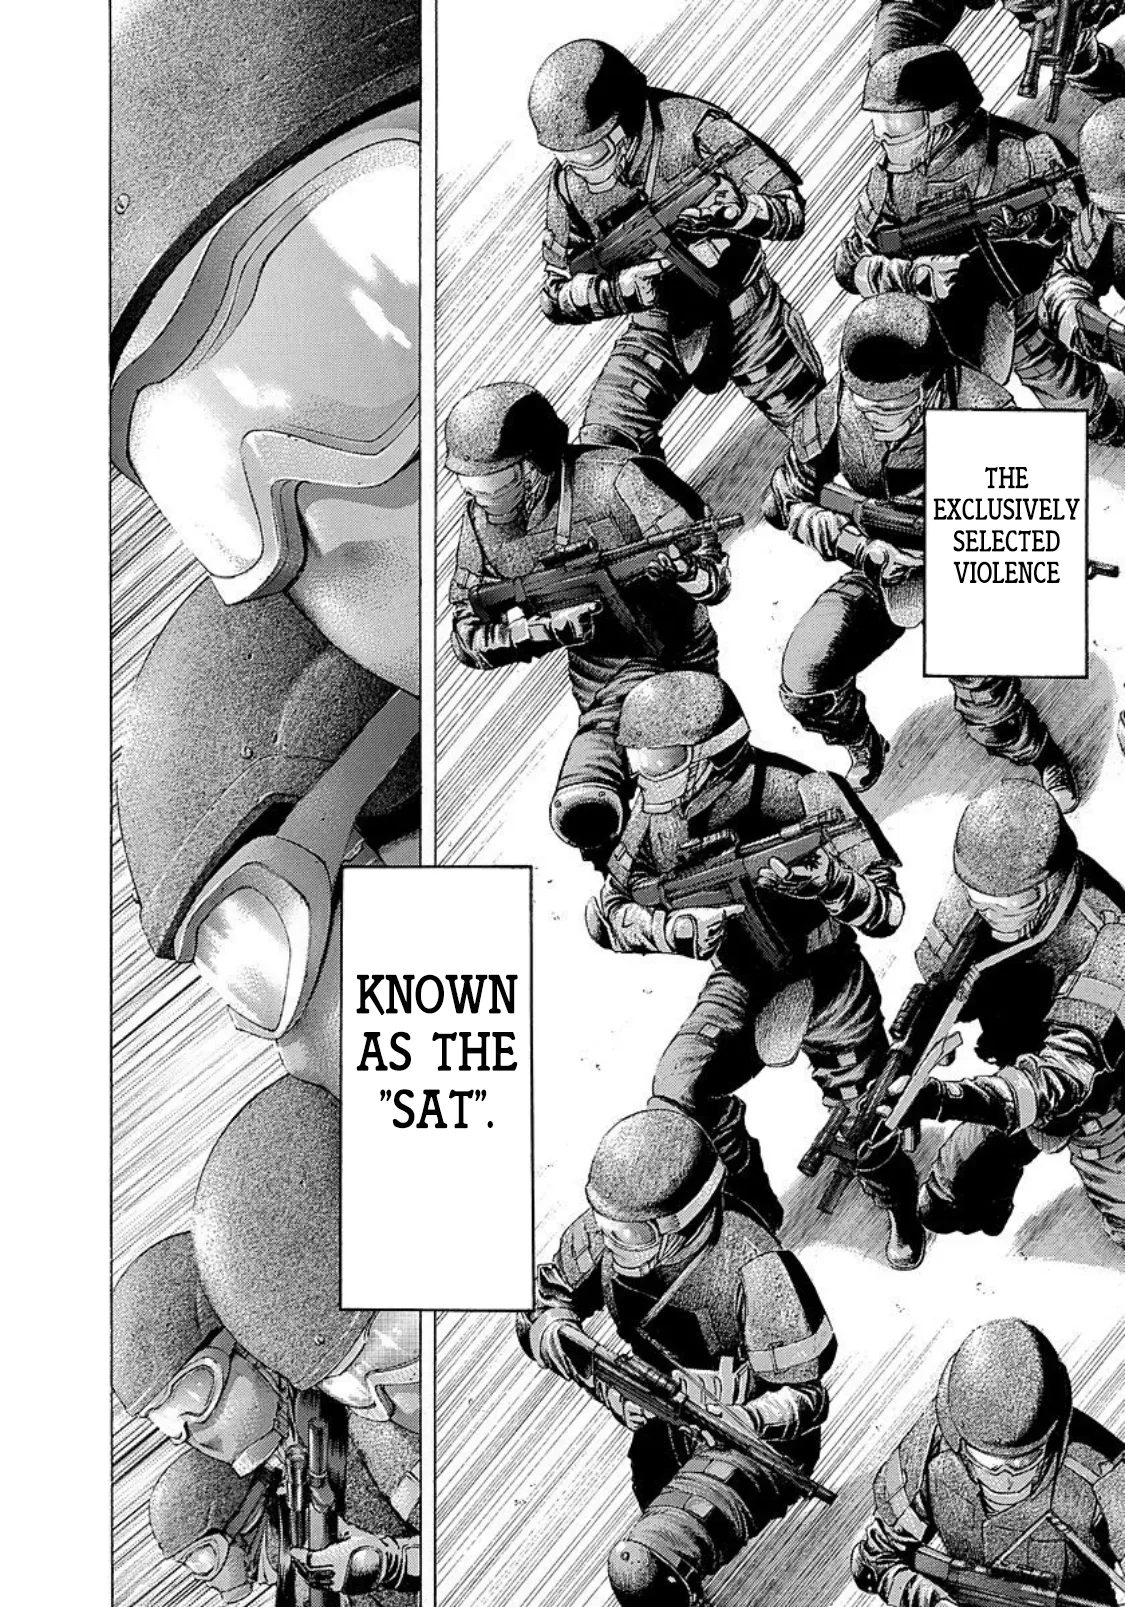 THE
EXCLUSIVELY
SELECTED
VIOLENCE
KNOWN
AS THE
"SAT".